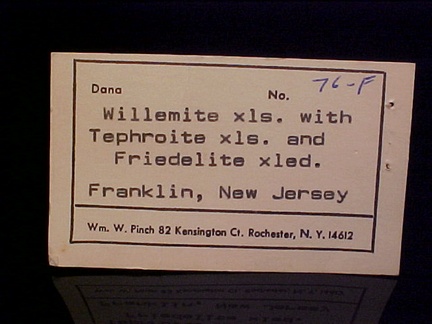 Dana No. 76-F
Willemite xls. with
Tephroite xls. and
Friedelite xled.
Franklin, New Jersey
Wm. W. Pinch 82 Kensington Ct. Rochester, N. Y. 14612